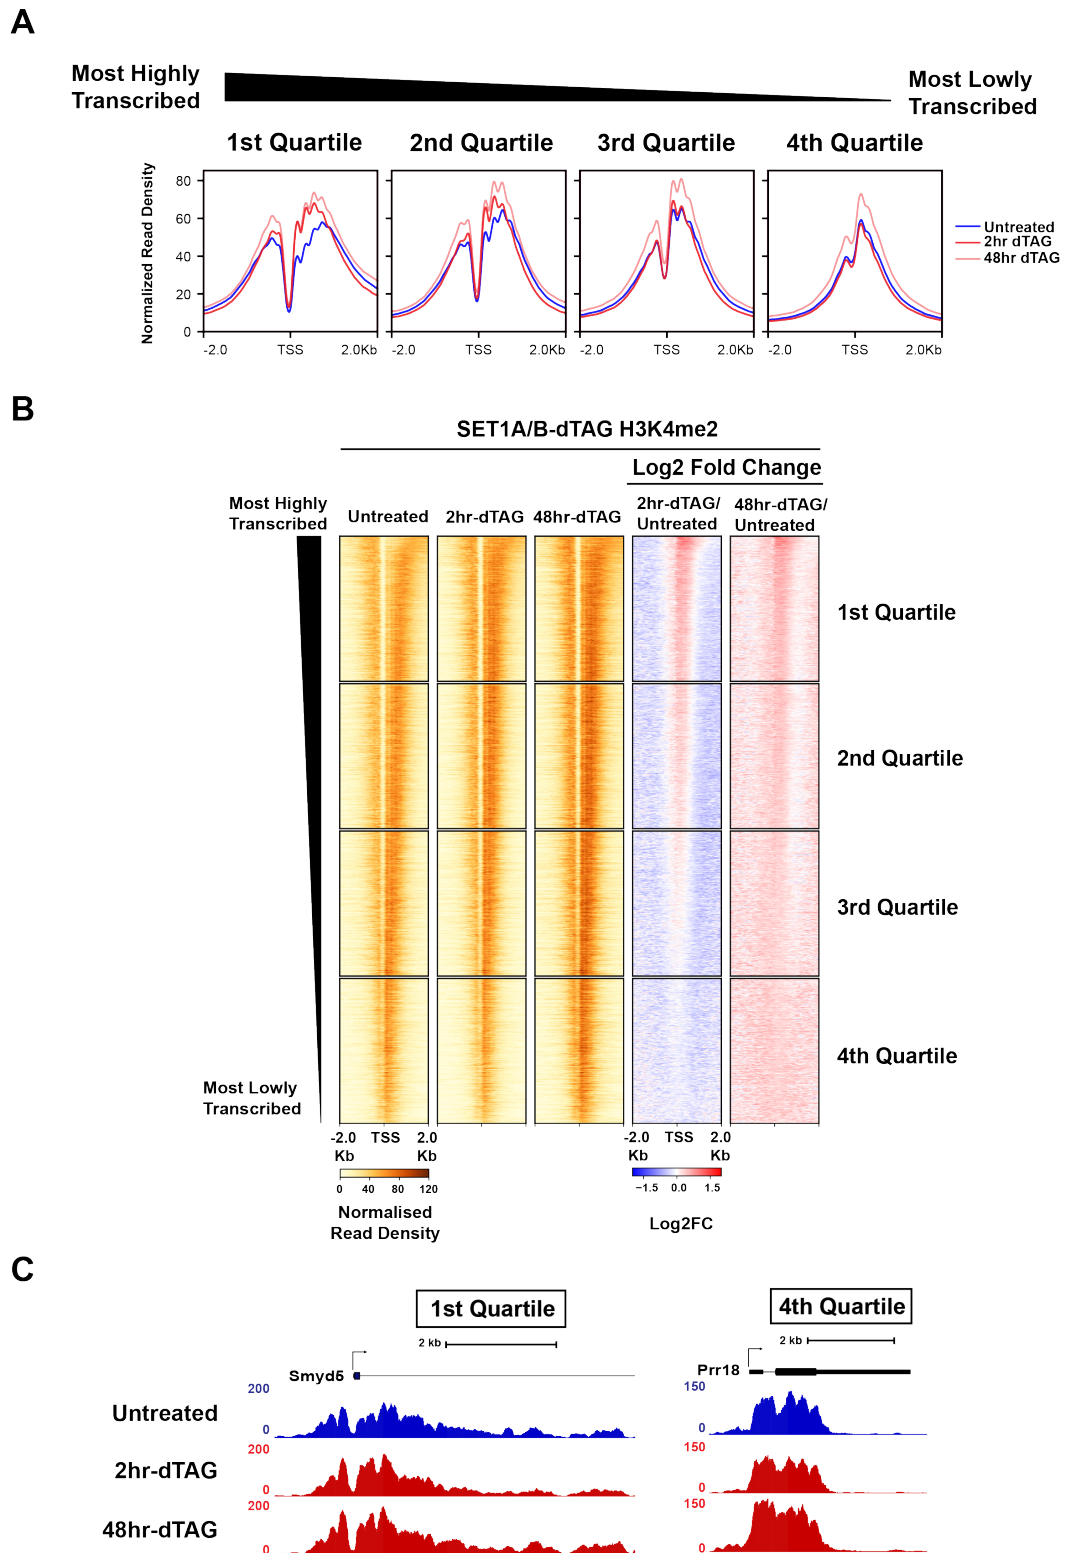 A
Most Highly
Transcribed
Most Lowly
Transcribed
1st Quartile
2nd Quartile
3rd Quartile
4th Quartile
Normalized Read Density
80
60
40
20
0
-2.0 TSS 2.0Kb
-2.0 TSS 2.0Kb
-2.0 TSS 2.0Kb
-2.0 TSS 2.0Kb
Untreated
2hr dTAG
48hr dTAG
B
SET1A/B-dTAG H3K4me2
Log2 Fold Change
Most Highly
Transcribed
Untreated
2hr-dTAG
48hr-dTAG
2hr-dTAG/
Untreated
48hr-dTAG/
Untreated
1st Quartile
2nd Quartile
3rd Quartile
4th Quartile
Most Lowly
Transcribed
-2.0 TSS 2.0
Kb Kb
-2.0 TSS 2.0
Kb Kb
0 40 80 120
Normalised
Read Density
−1.5 0.0 1.5
Log2FC
C
1st Quartile
4th Quartile
2 kb
2 kb
Smyd5
Prr18
Untreated
200
0
150
0
2hr-dTAG
200
0
150
0
48hr-dTAG
200
0
150
0